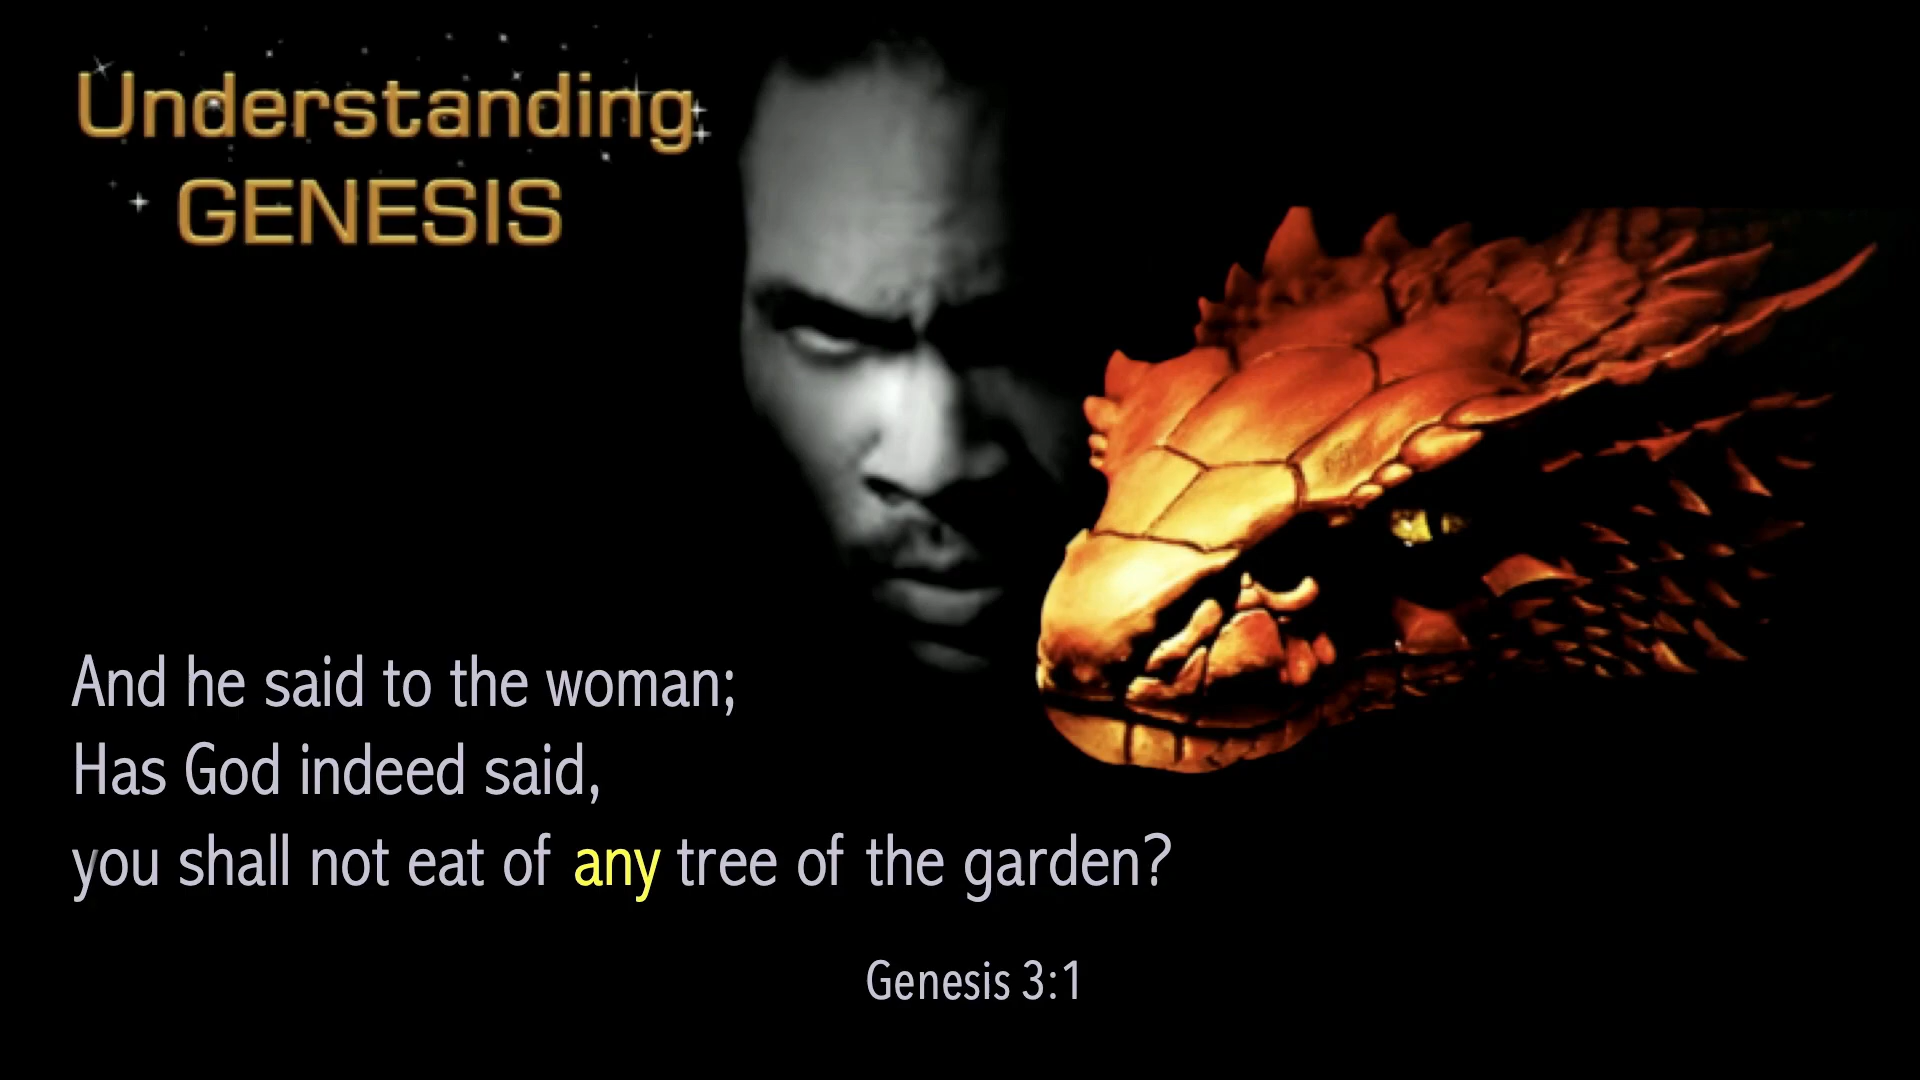 Understanding
GENESIS
And he said to the woman;
Has God indeed said,
you shall not eat of any tree of the garden?
Genesis 3:1